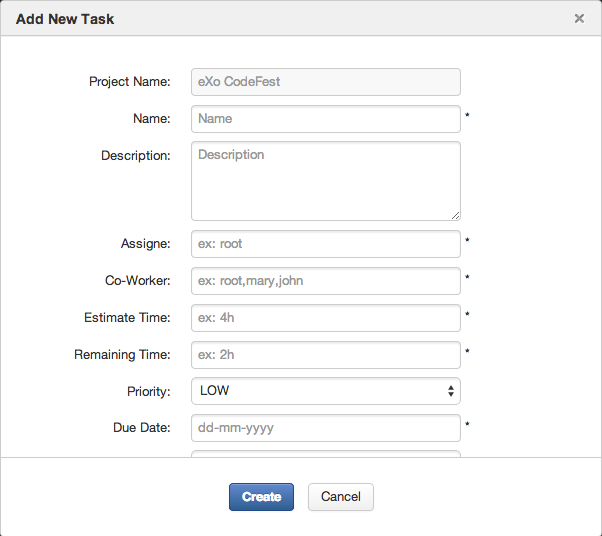 Add New Task ×
Project Name: eXo CodeFest
Name: Name *
Description: Description
Assigne: ex: root *
Co-Worker: ex: root,mary,john *
Estimate Time: ex: 4h *
Remaining Time: ex: 2h *
Priority: LOW
Due Date: dd-mm-yyyy *
Create Cancel